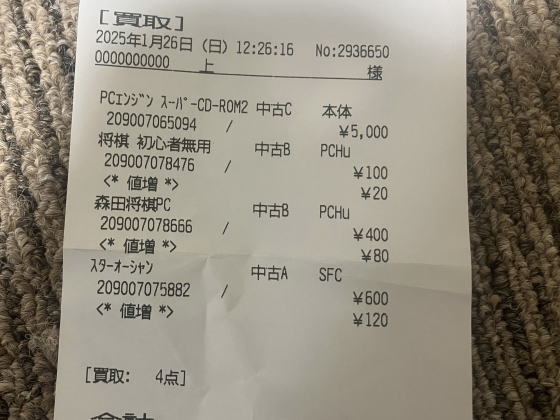 [買取]
2025年1月26日 (日) 12:26:16 No:2936650
0000000000 上 様
PCｴﾝｼﾞﾝ ｽｰﾊﾟｰCD-ROM2 中古C 本体
209007065094 / ¥5,000
将棋 初心者無用 中古B PCHu
209007078476 / ¥100
<* 値増 *> ¥20
森田将棋PC 中古B PCHu
209007078666 / ¥400
<* 値増 *> ¥80
ｽﾀｰｵｰｼｬﾝ 中古A SFC
209007075882 / ¥600
<* 値増 *> ¥120
[買取: 4点]